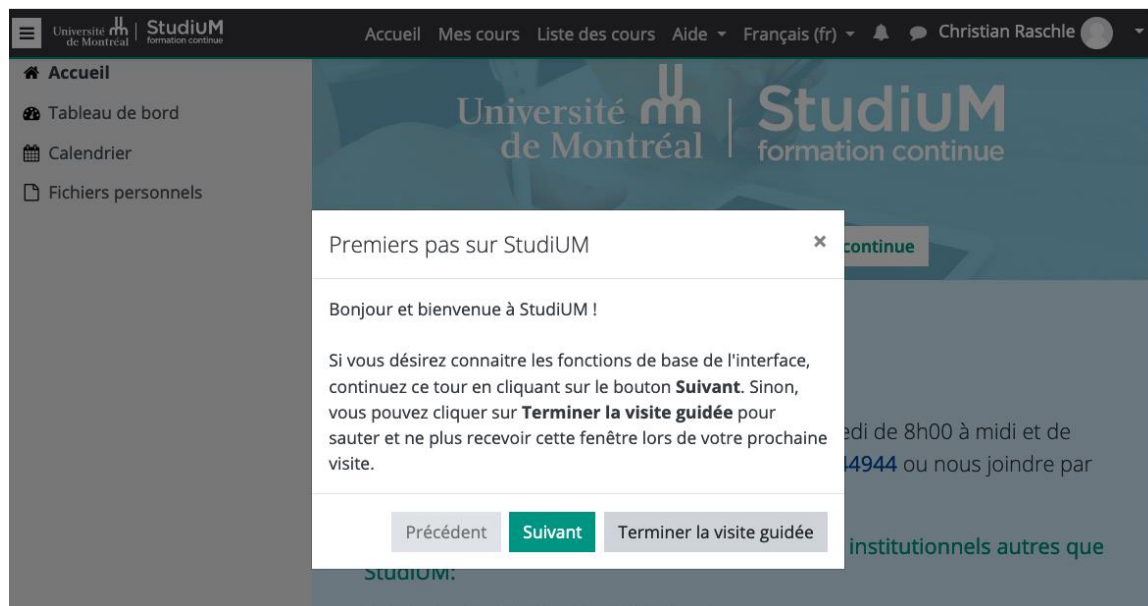 Université de Montréal | StudiUM formation continue
Accueil Mes cours Liste des cours Aide Français (fr) Christian Raschle
Accueil
Tableau de bord
Calendrier
Fichiers personnels
Université
de Montréal
StudiUM
formation continue
continue
Premiers pas sur StudiUM ×
Bonjour et bienvenue à StudiUM !
Si vous désirez connaitre les fonctions de base de l'interface,
continuez ce tour en cliquant sur le bouton Suivant. Sinon,
vous pouvez cliquer sur Terminer la visite guidée pour
sauter et ne plus recevoir cette fenêtre lors de votre prochaine
visite.
di de 8h00 à midi et de
4944 ou nous joindre par
Précédent Suivant Terminer la visite guidée
institutionnels autres que
StudiUM: